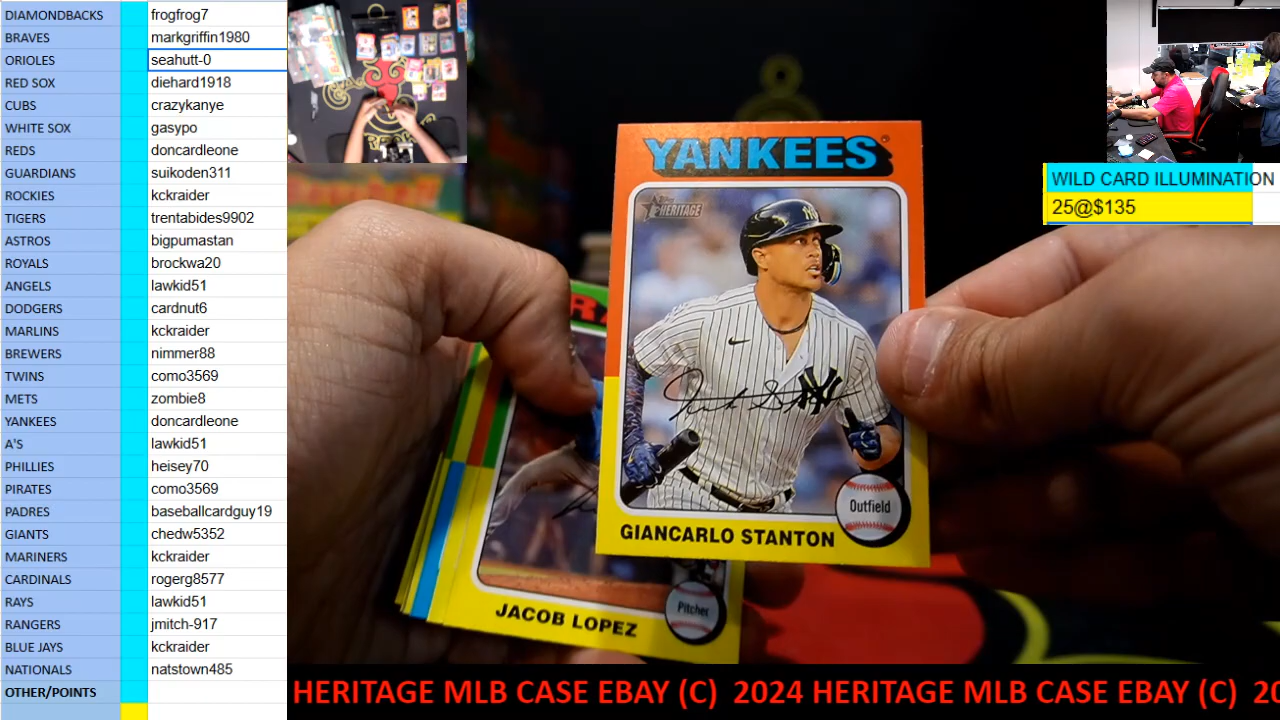 DIAMONDBACKS frogfrog7
BRAVES markgriffin1980
ORIOLES seahutt-0
RED SOX diehard1918
CUBS crazykanye
WHITE SOX gasypo
REDS doncardleone
GUARDIANS suikoden311
ROCKIES kckraider
TIGERS trentabides9902
ASTROS bigpumastan
ROYALS brockwa20
ANGELS lawkid51
DODGERS cardnut6
MARLINS kckraider
BREWERS nimmer88
TWINS como3569
METS zombie8
YANKEES doncardleone
A'S lawkid51
PHILLIES heisey70
PIRATES como3569
PADRES baseballcardguy19
GIANTS chedw5352
MARINERS kckraider
CARDINALS rogerg8577
RAYS lawkid51
RANGERS jmitch-917
BLUE JAYS kckraider
NATIONALS natstown485
OTHER/POINTS
YANKEES
HERITAGE
Outfield
GIANCARLO STANTON
JACOB LOPEZ
Pitcher
WILD CARD ILLUMINATION
25@$135
HERITAGE MLB CASE EBAY (C) 2024 HERITAGE MLB CASE EBAY (C) 20